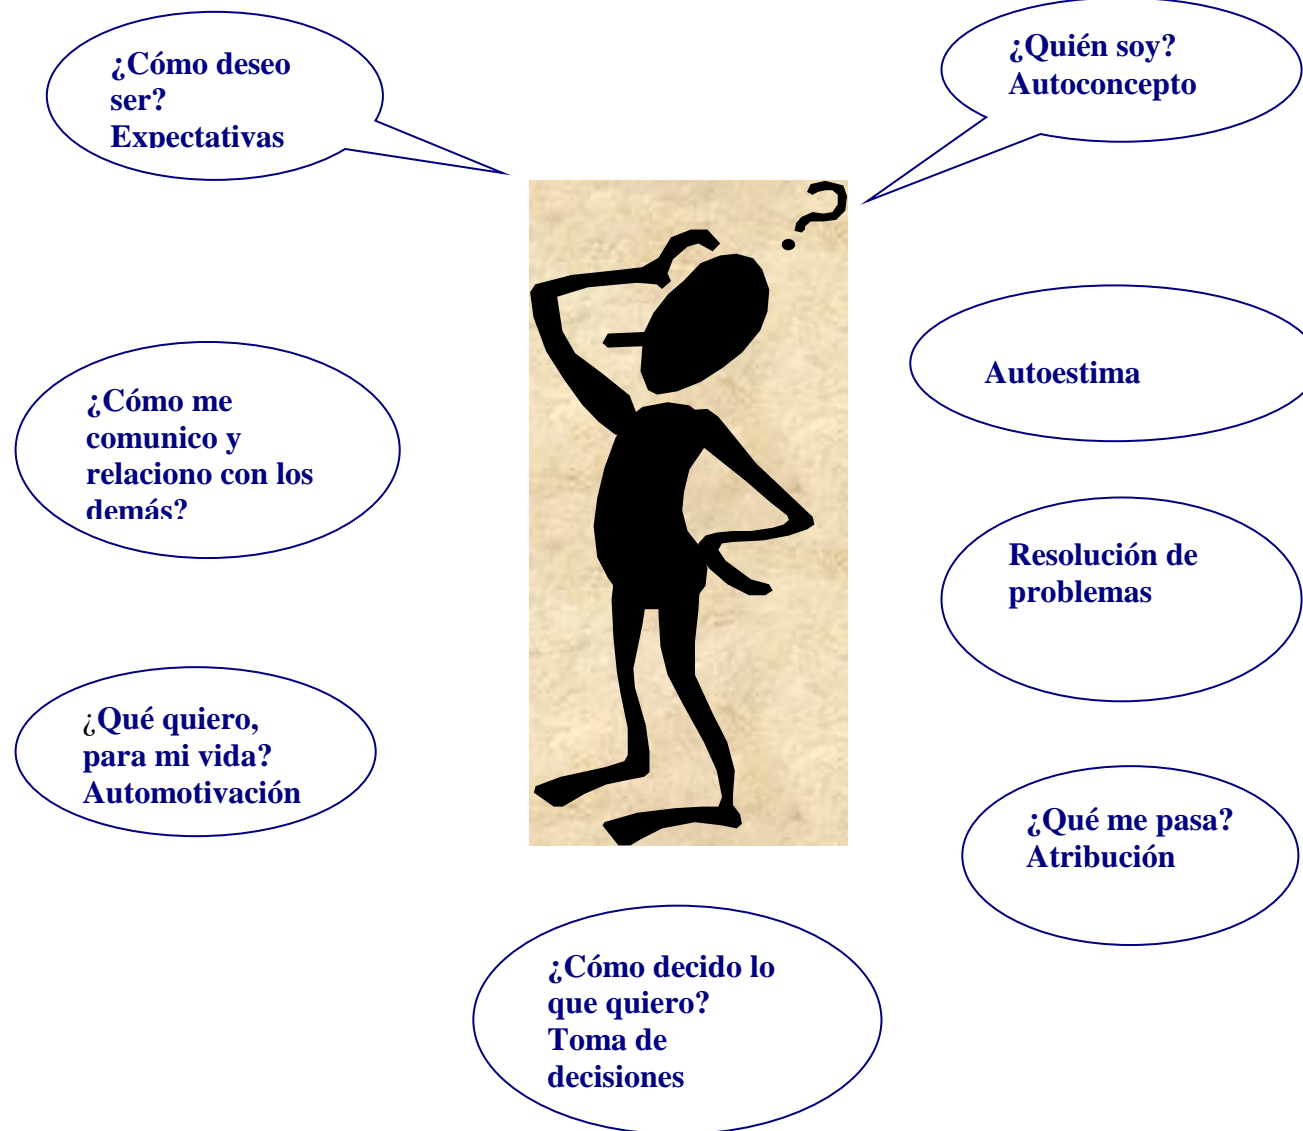 ¿Cómo deseo
ser?
Expectativas
¿Quién soy?
Autoconcepto
?
Autoestima
¿Cómo me
comunico y
relaciono con los
demás?
Resolución de
problemas
¿Qué quiero,
para mi vida?
Automotivación
¿Qué me pasa?
Atribución
¿Cómo decido lo
que quiero?
Toma de
decisiones